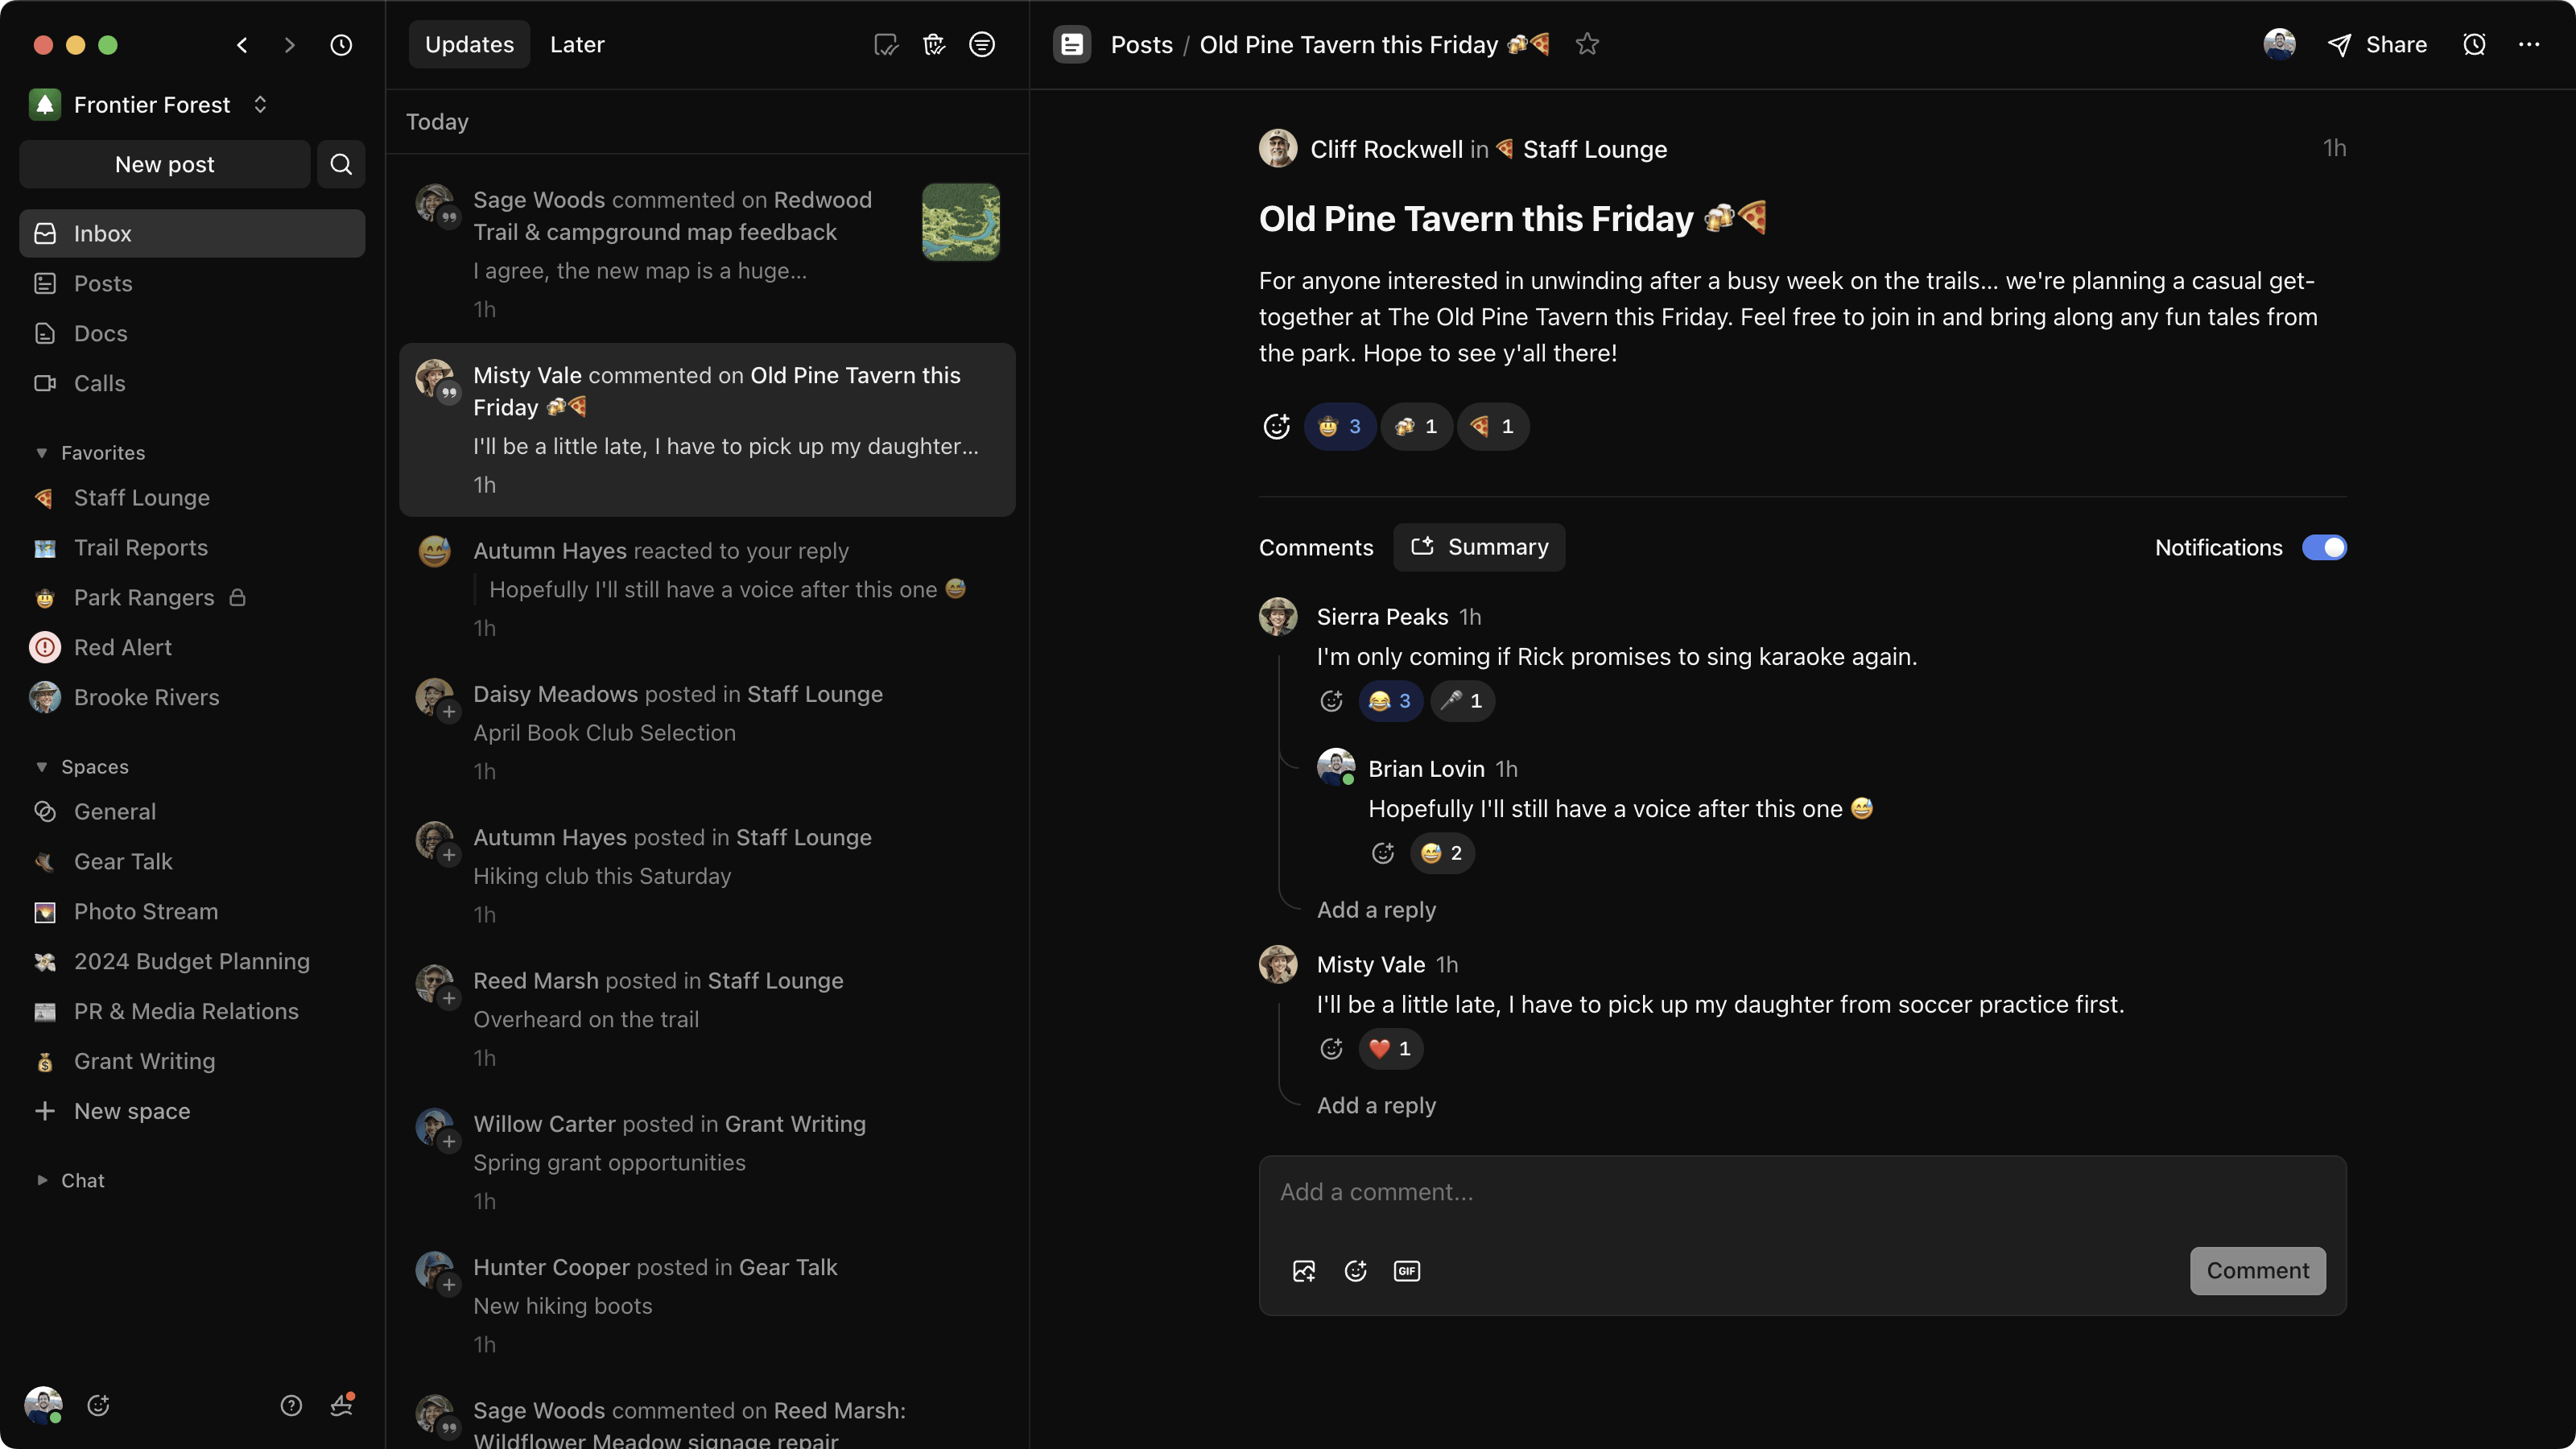 Frontier Forest
New post
Inbox
Posts
Docs
Calls
Favorites
Staff Lounge
Trail Reports
Park Rangers
Red Alert
Brooke Rivers
Spaces
General
Gear Talk
Photo Stream
2024 Budget Planning
PR & Media Relations
Grant Writing
New space
Chat
Updates
Later
Today
Sage Woods commented on Redwood
Trail & campground map feedback
I agree, the new map is a huge...
1h
Misty Vale commented on Old Pine Tavern this
Friday 🍻🍕
I'll be a little late, I have to pick up my daughter...
1h
Autumn Hayes reacted to your reply
Hopefully I'll still have a voice after this one 😅
1h
Daisy Meadows posted in Staff Lounge
April Book Club Selection
1h
Autumn Hayes posted in Staff Lounge
Hiking club this Saturday
1h
Reed Marsh posted in Staff Lounge
Overheard on the trail
1h
Willow Carter posted in Grant Writing
Spring grant opportunities
1h
Hunter Cooper posted in Gear Talk
New hiking boots
1h
Sage Woods commented on Reed Marsh:
Wildflower Meadow signage repair
Posts / Old Pine Tavern this Friday 🍻🍕
Share
Cliff Rockwell in 🍕 Staff Lounge
1h
Old Pine Tavern this Friday 🍻🍕
For anyone interested in unwinding after a busy week on the trails... we're planning a casual get-
together at The Old Pine Tavern this Friday. Feel free to join in and bring along any fun tales from
the park. Hope to see y'all there!
🤠 3 🍻 1 🍕 1
Comments
Summary
Notifications
Sierra Peaks 1h
I'm only coming if Rick promises to sing karaoke again.
😂 3 🎤 1
Brian Lovin 1h
Hopefully I'll still have a voice after this one 😅
😅 2
Add a reply
Misty Vale 1h
I'll be a little late, I have to pick up my daughter from soccer practice first.
❤️ 1
Add a reply
Add a comment...
GIF
Comment